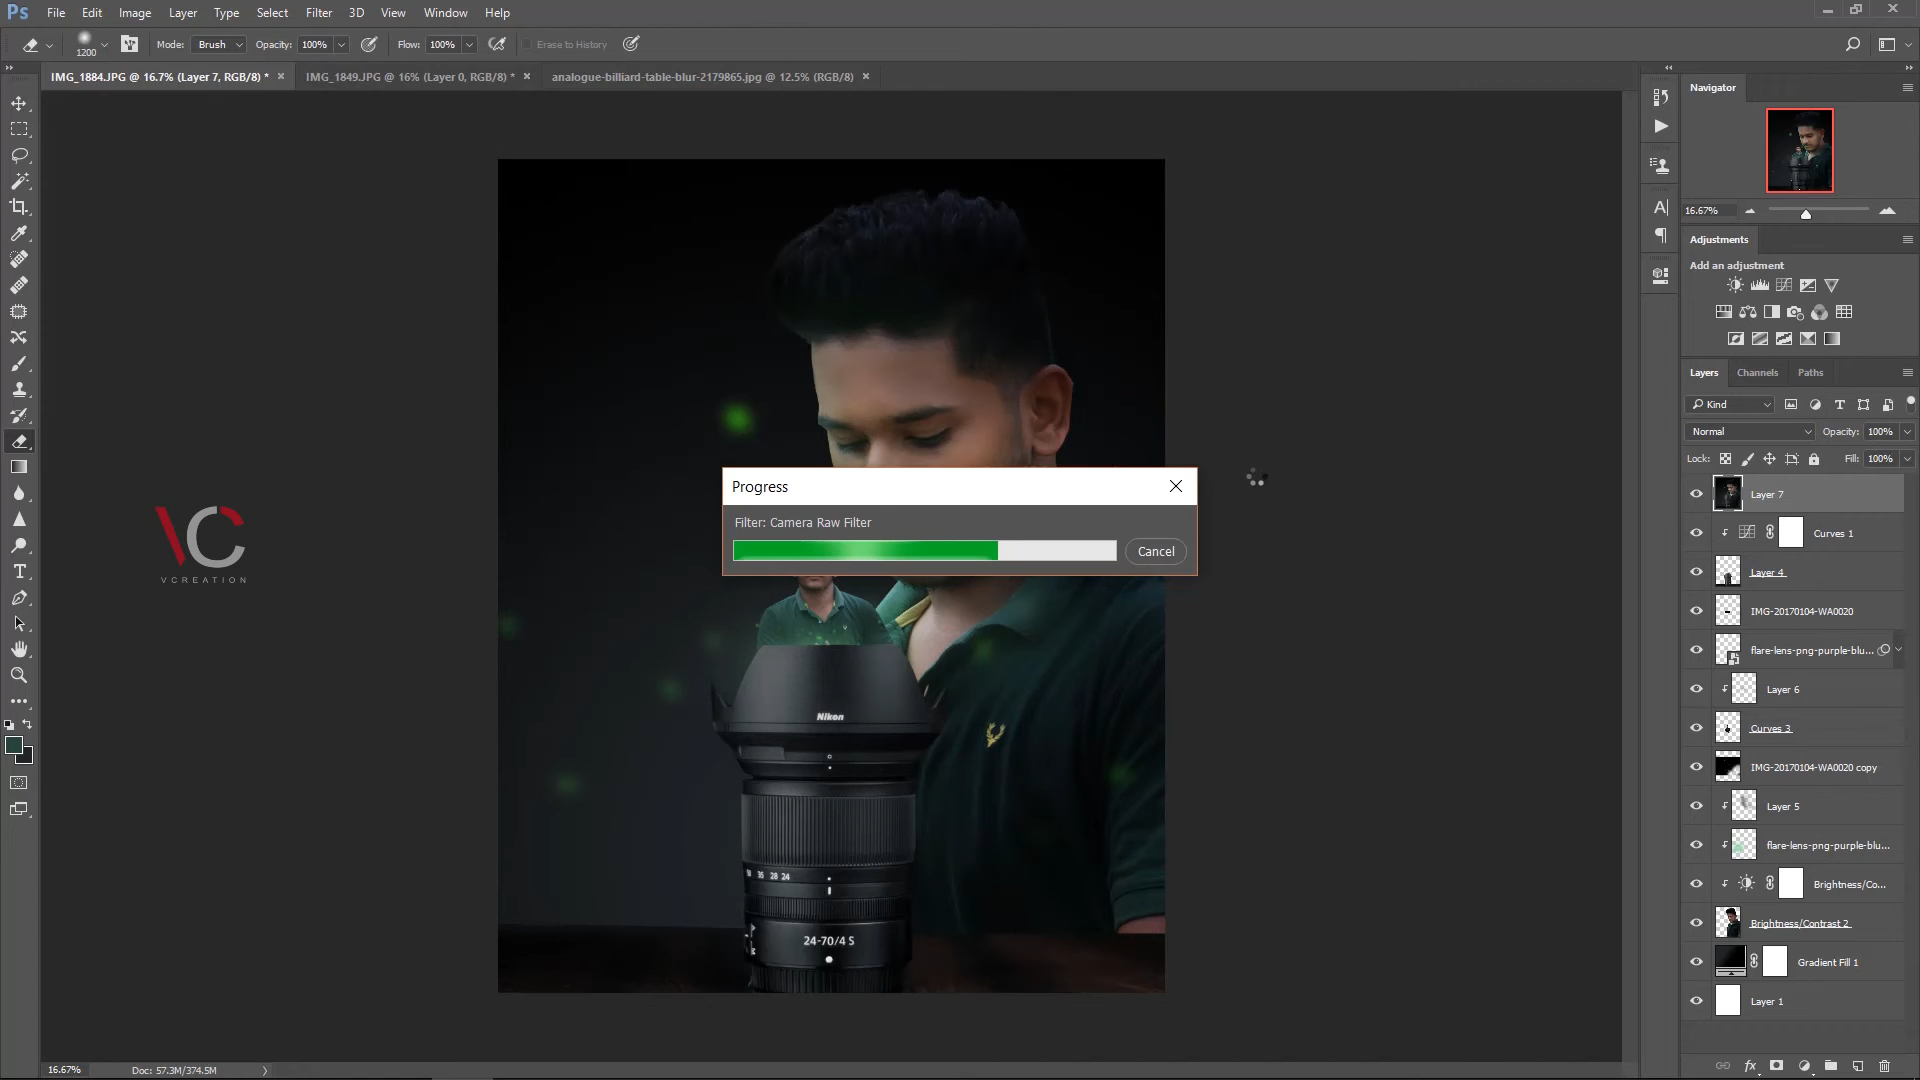 Ps File Edit Image Layer Type Select Filter 3D View Window Help
1200 Mode: Brush Opacity: 100% Flow: 100% Erase to History
IMG_1884.JPG @ 16.7% (Layer 7, RGB/8) * IMG_1849.JPG @ 16% (Layer 0, RGB/8) * analogue-billiard-table-blur-2179865.jpg @ 12.5% (RGB/8)
Navigator
16.67%
Adjustments
Add an adjustment
Layers Channels Paths
Kind
Normal Opacity: 100%
Lock: Fill: 100%
Layer 7
Curves 1
Layer 4
IMG-20170104-WA0020
flare-lens-png-purple-blu...
Layer 6
Curves 3
IMG-20170104-WA0020 copy
Layer 5
flare-lens-png-purple-blu...
Brightness/Co...
Brightness/Contrast 2
Gradient Fill 1
Layer 1
Progress
Filter: Camera Raw Filter
Cancel
VC
VCREATION
Nikon
35 28 24
24-70/4 S
16.67% Doc: 57.3M/374.5M